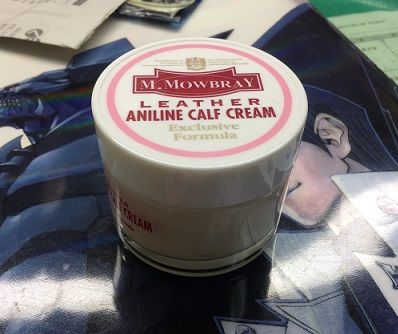 M. MOWBRAY
LEATHER
ANILINE CALF CREAM
Exclusive
Formula
CREAM